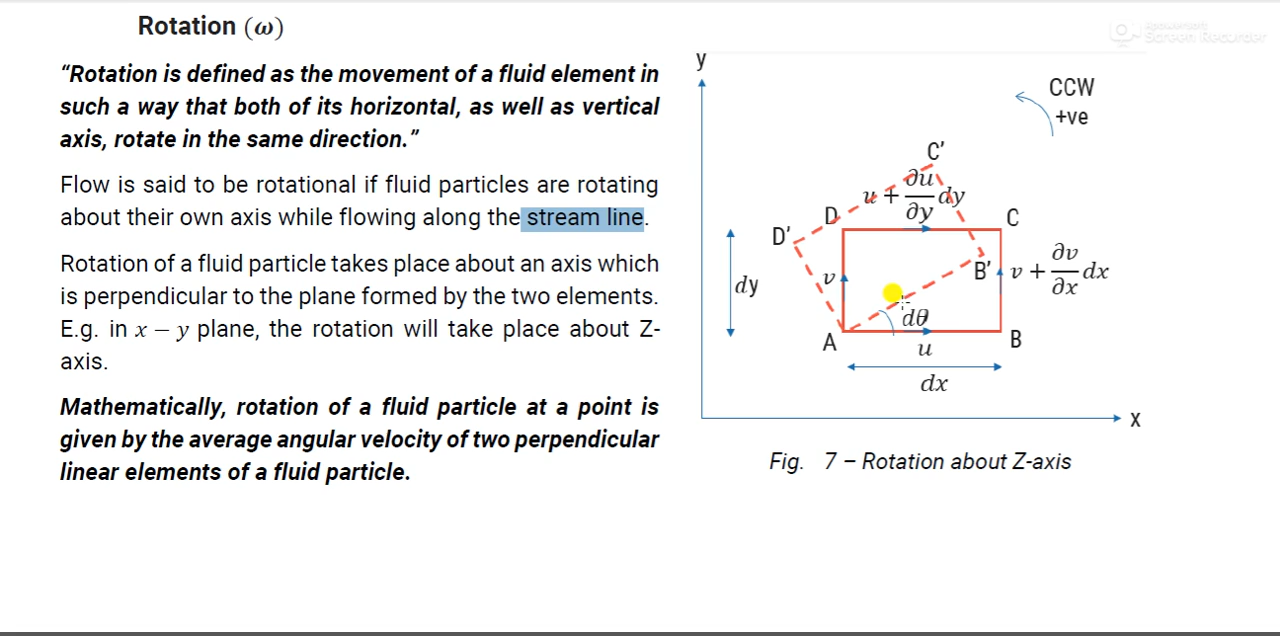 Rotation (ω)
Apowersoft
Screen Recorder
“Rotation is defined as the movement of a fluid element in
such a way that both of its horizontal, as well as vertical
axis, rotate in the same direction.”
Flow is said to be rotational if fluid particles are rotating
about their own axis while flowing along the stream line.
Rotation of a fluid particle takes place about an axis which
is perpendicular to the plane formed by the two elements.
E.g. in x − y plane, the rotation will take place about Z-
axis.
Mathematically, rotation of a fluid particle at a point is
given by the average angular velocity of two perpendicular
linear elements of a fluid particle.
y
CCW
+ve
C'
u + ∂u/∂y dy
D
C
D'
B'
v + ∂v/∂x dx
v
dy
dθ
A
B
u
dx
x
Fig. 7 – Rotation about Z-axis